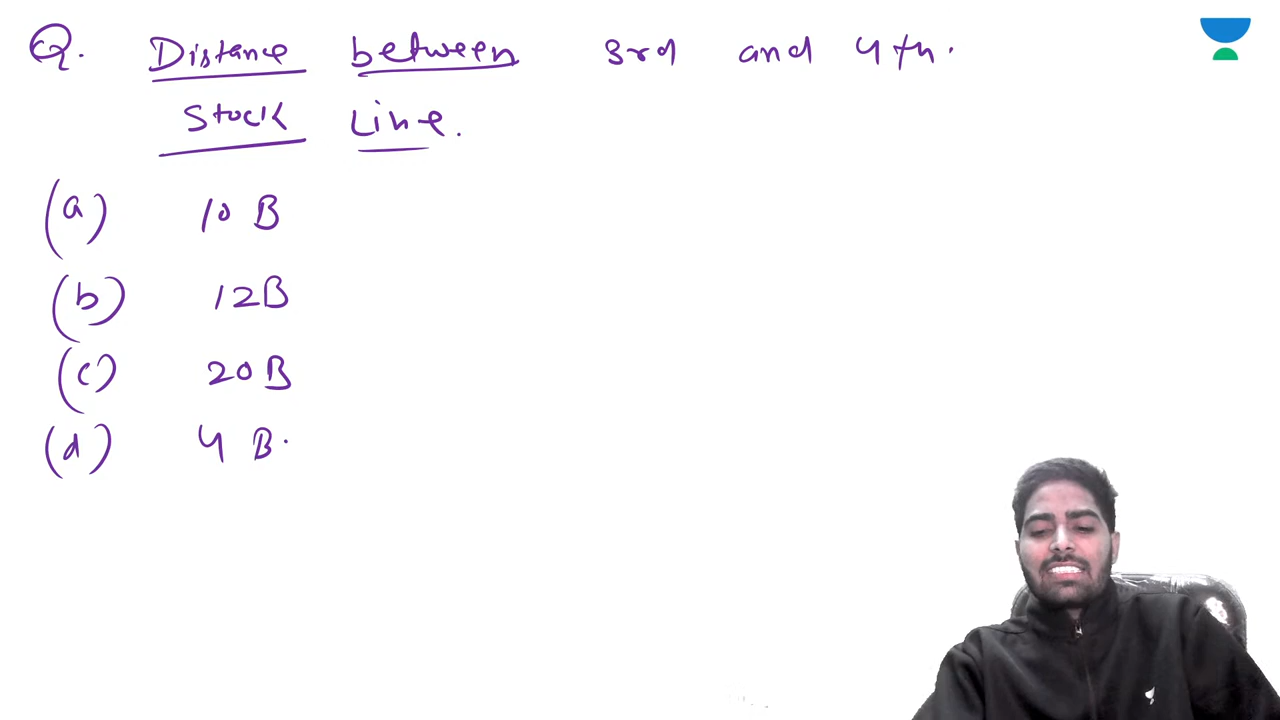 Q. Distance between 3rd and 4th.
Stock Line.
(a) 10 B
(b) 12B
(c) 20 B
(d) 4 B.